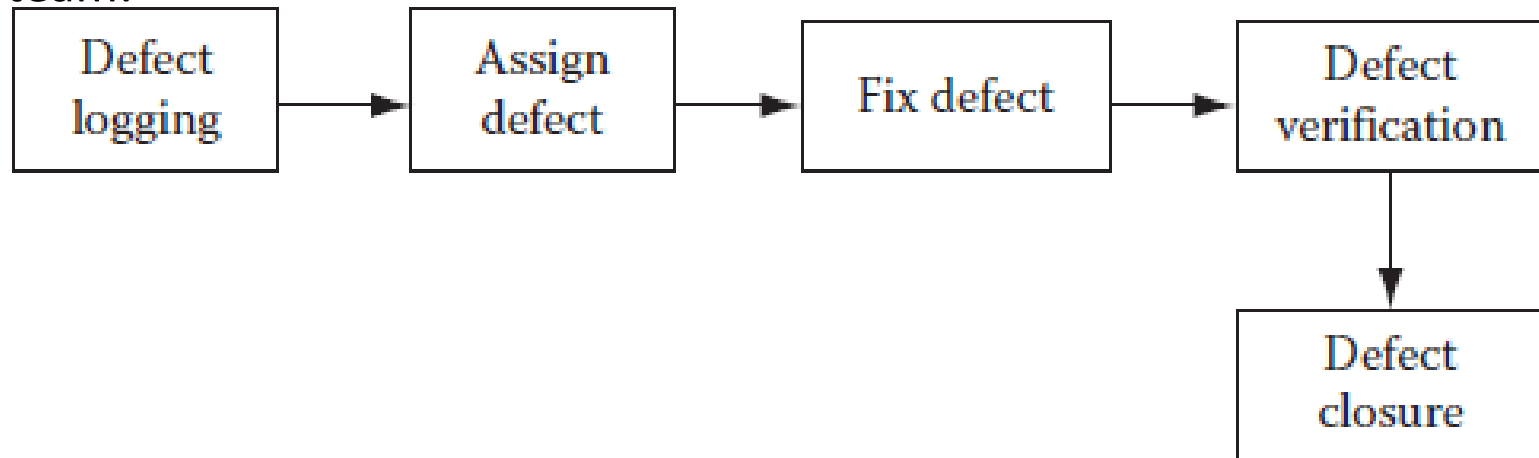 Defect
logging
Assign
defect
Fix defect
Defect
verification
Defect
closure